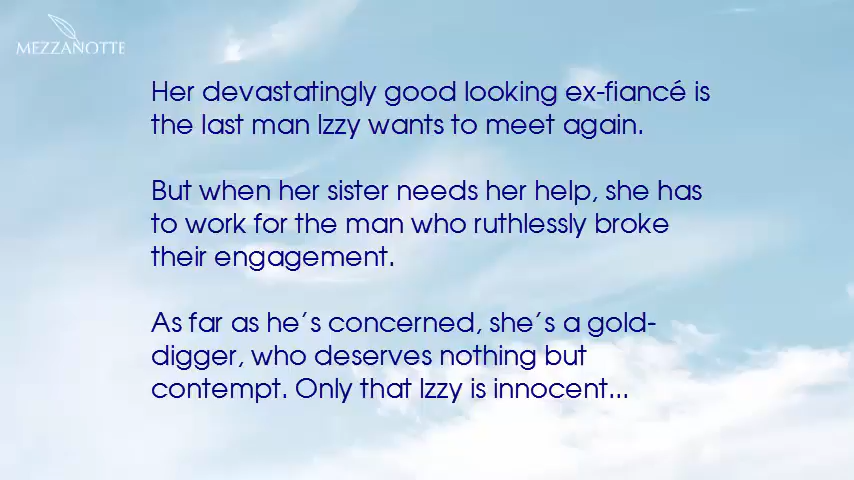 MEZZANOTTE
Her devastatingly good looking ex-fiancé is
the last man Izzy wants to meet again.
But when her sister needs her help, she has
to work for the man who ruthlessly broke
their engagement.
As far as he´s concerned, she´s a gold-
digger, who deserves nothing but
contempt. Only that Izzy is innocent...